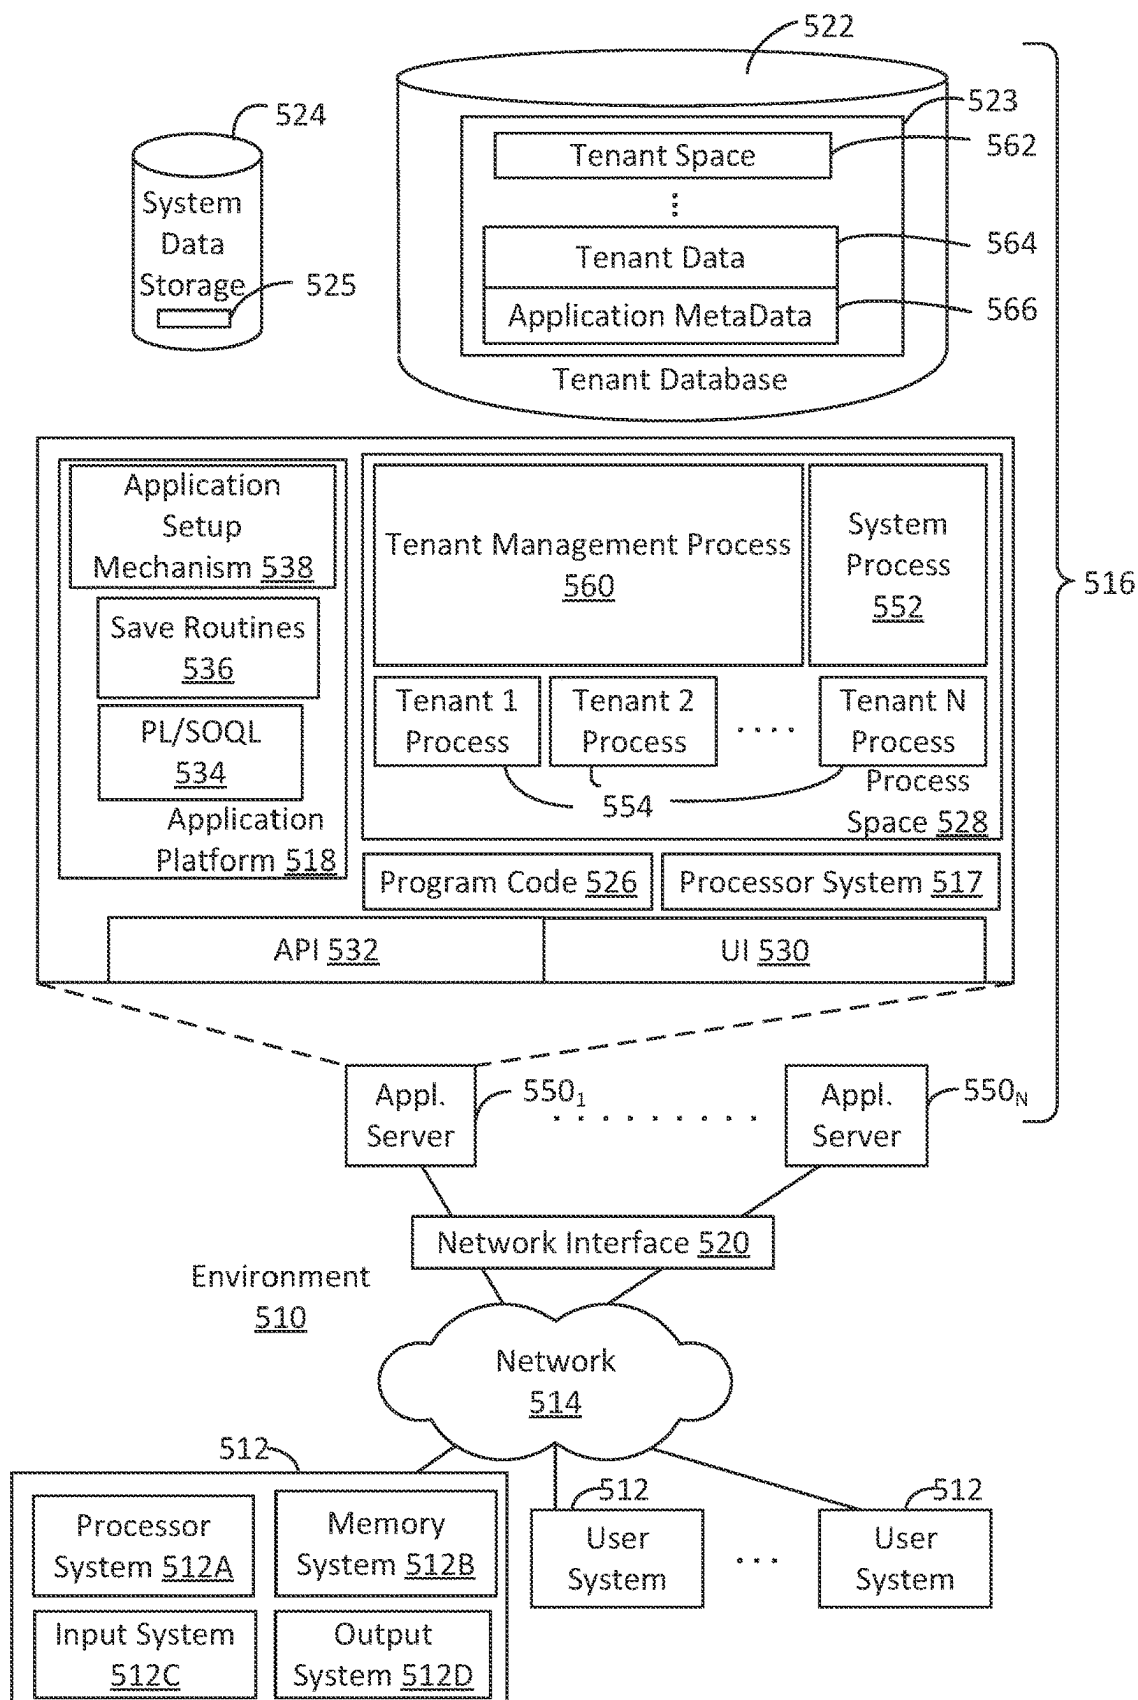 522
523
524
Tenant Space
562
System
Data
Storage
525
Tenant Data
564
Application MetaData
566
Tenant Database
Application
Setup
Mechanism 538
Tenant Management Process
560
System
Process
552
516
Save Routines
536
Tenant 1
Process
Tenant 2
Process
Tenant N
Process
PL/SOQL
534
554
Process
Space 528
Application
Platform 518
Program Code 526
Processor System 517
API 532
UI 530
Appl.
Server
550₁
Appl.
Server
550N
Network Interface 520
Environment
510
Network
514
512
512
512
Processor
System 512A
Memory
System 512B
User
System
User
System
Input System
512C
Output
System 512D